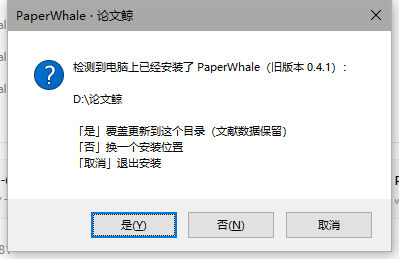 PaperWhale · 论文鲸
检测到电脑上已经安装了 PaperWhale（旧版本 0.4.1）：
D:\论文鲸
「是」覆盖更新到这个目录（文献数据保留）
「否」换一个安装位置
「取消」退出安装
是(Y)
否(N)
取消